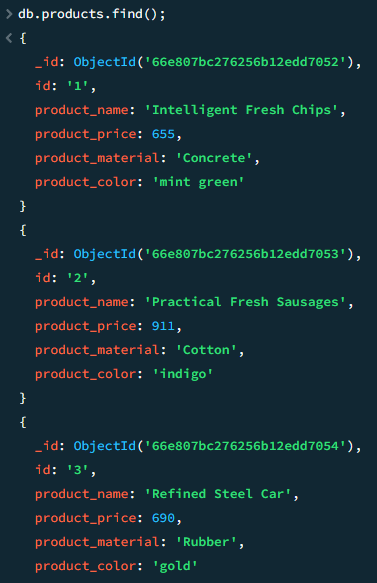 > db.products.find();
< {
_id: ObjectId('66e807bc276256b12edd7052'),
id: '1',
product_name: 'Intelligent Fresh Chips',
product_price: 655,
product_material: 'Concrete',
product_color: 'mint green'
}
{
_id: ObjectId('66e807bc276256b12edd7053'),
id: '2',
product_name: 'Practical Fresh Sausages',
product_price: 911,
product_material: 'Cotton',
product_color: 'indigo'
}
{
_id: ObjectId('66e807bc276256b12edd7054'),
id: '3',
product_name: 'Refined Steel Car',
product_price: 690,
product_material: 'Rubber',
product_color: 'gold'